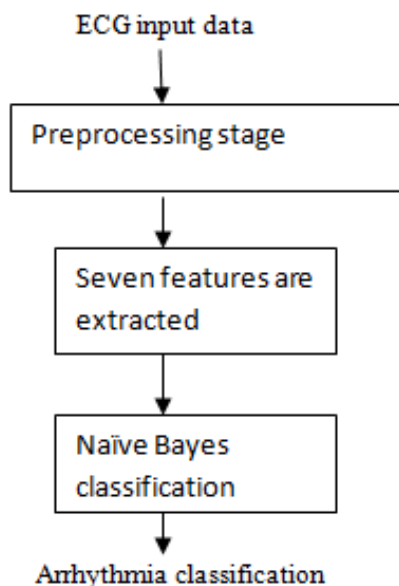 ECG input data
Preprocessing stage
Seven features are
extracted
Naïve Bayes
classification
Arrhythmia classification